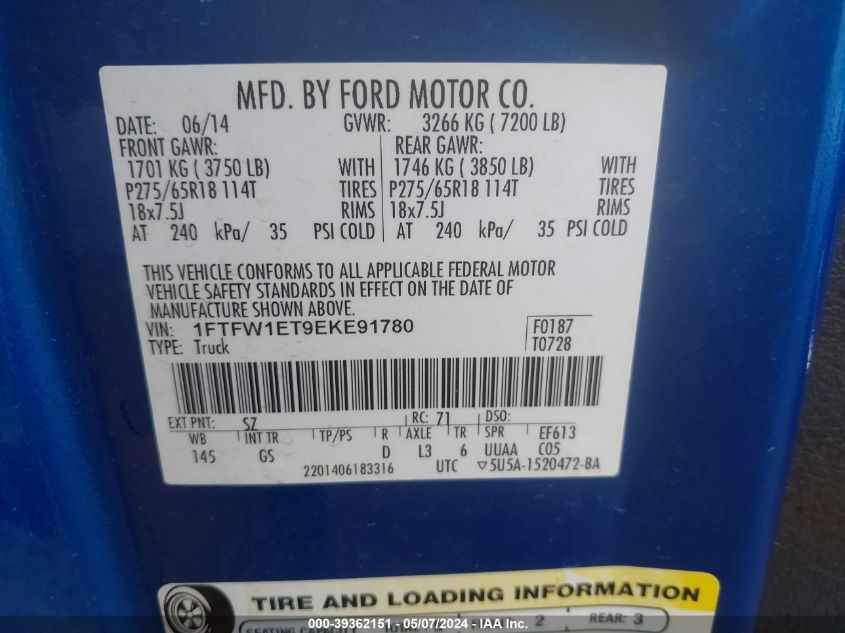 MFD. BY FORD MOTOR CO.
DATE: 06/14 GVWR: 3266 KG ( 7200 LB)
FRONT GAWR: REAR GAWR:
1701 KG ( 3750 LB) WITH 1746 KG ( 3850 LB) WITH
P275/65R18 114T TIRES P275/65R18 114T TIRES
18x7.5J RIMS 18x7.5J RIMS
AT 240 kPa/ 35 PSI COLD AT 240 kPa/ 35 PSI COLD
THIS VEHICLE CONFORMS TO ALL APPLICABLE FEDERAL MOTOR
VEHICLE SAFETY STANDARDS IN EFFECT ON THE DATE OF
MANUFACTURE SHOWN ABOVE.
VIN: 1FTFW1ET9EKE91780 F0187
TYPE: Truck T0728
EXT PNT: SZ RC: 71 DSO:
WB INT TR TP/PS R AXLE TR SPR EF613
145 GS D L3 6 UUAA C05
2201406183316 UTC ▽5U5A-1520472-BA
TIRE AND LOADING INFORMATION
SEATING CAPACITY 2 REAR: 3
000-39362151 - 05/07/2024 -